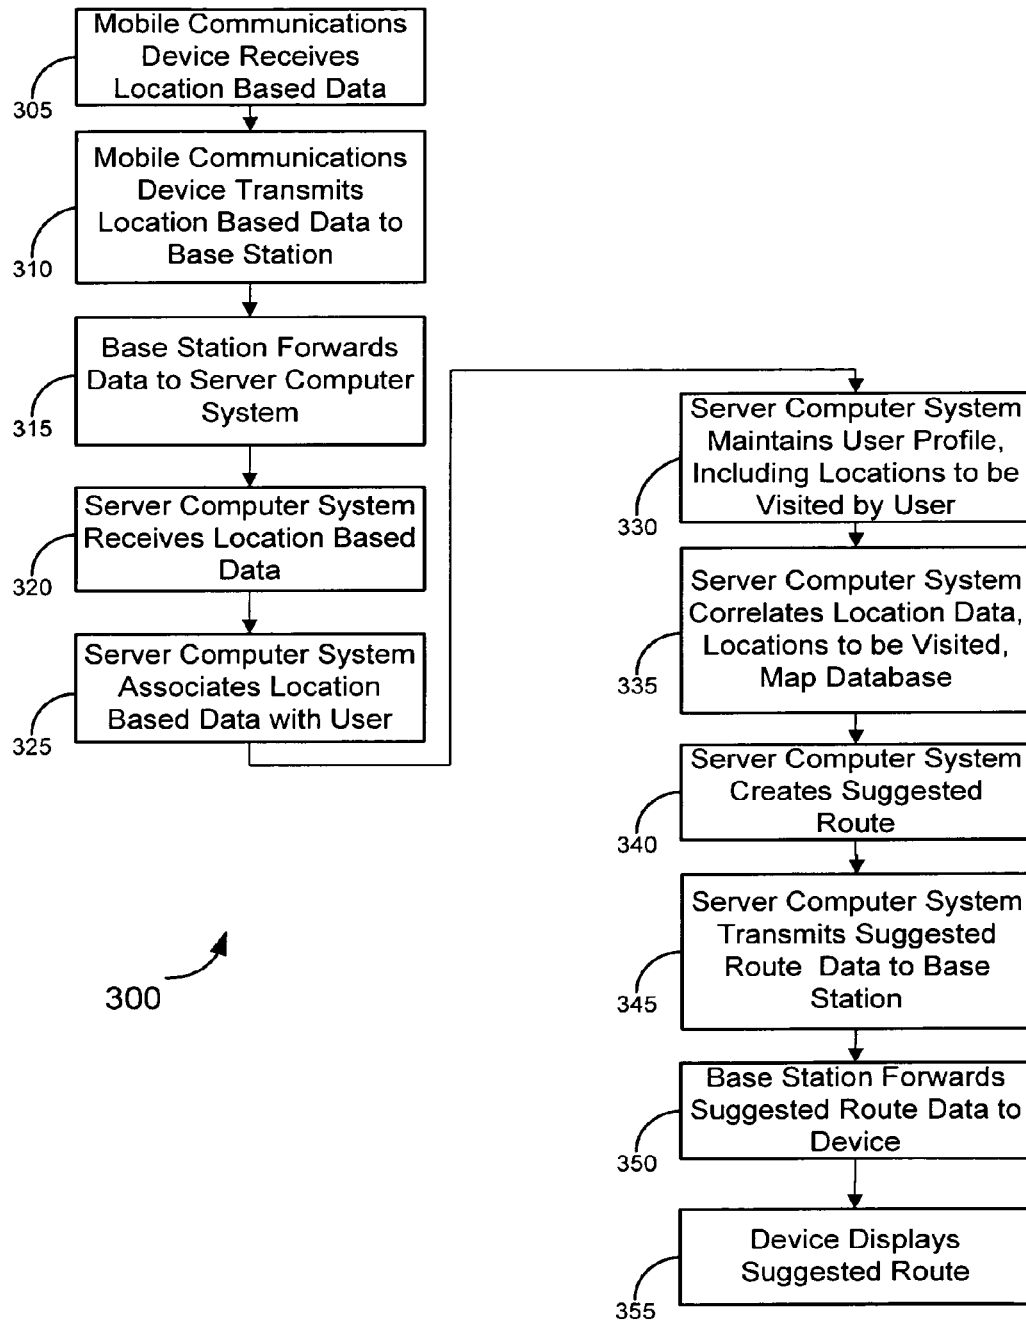 Mobile Communications
Device Receives
Location Based Data
305
Mobile Communications
Device Transmits
Location Based Data to
Base Station
310
Base Station Forwards
Data to Server Computer
System
315
Server Computer System
Receives Location Based
Data
320
Server Computer System
Associates Location
Based Data with User
325
Server Computer System
Maintains User Profile,
Including Locations to be
Visited by User
330
Server Computer System
Correlates Location Data,
Locations to be Visited,
Map Database
335
Server Computer System
Creates Suggested
Route
340
Server Computer System
Transmits Suggested
Route Data to Base
Station
345
Base Station Forwards
Suggested Route Data to
Device
350
Device Displays
Suggested Route
355
300